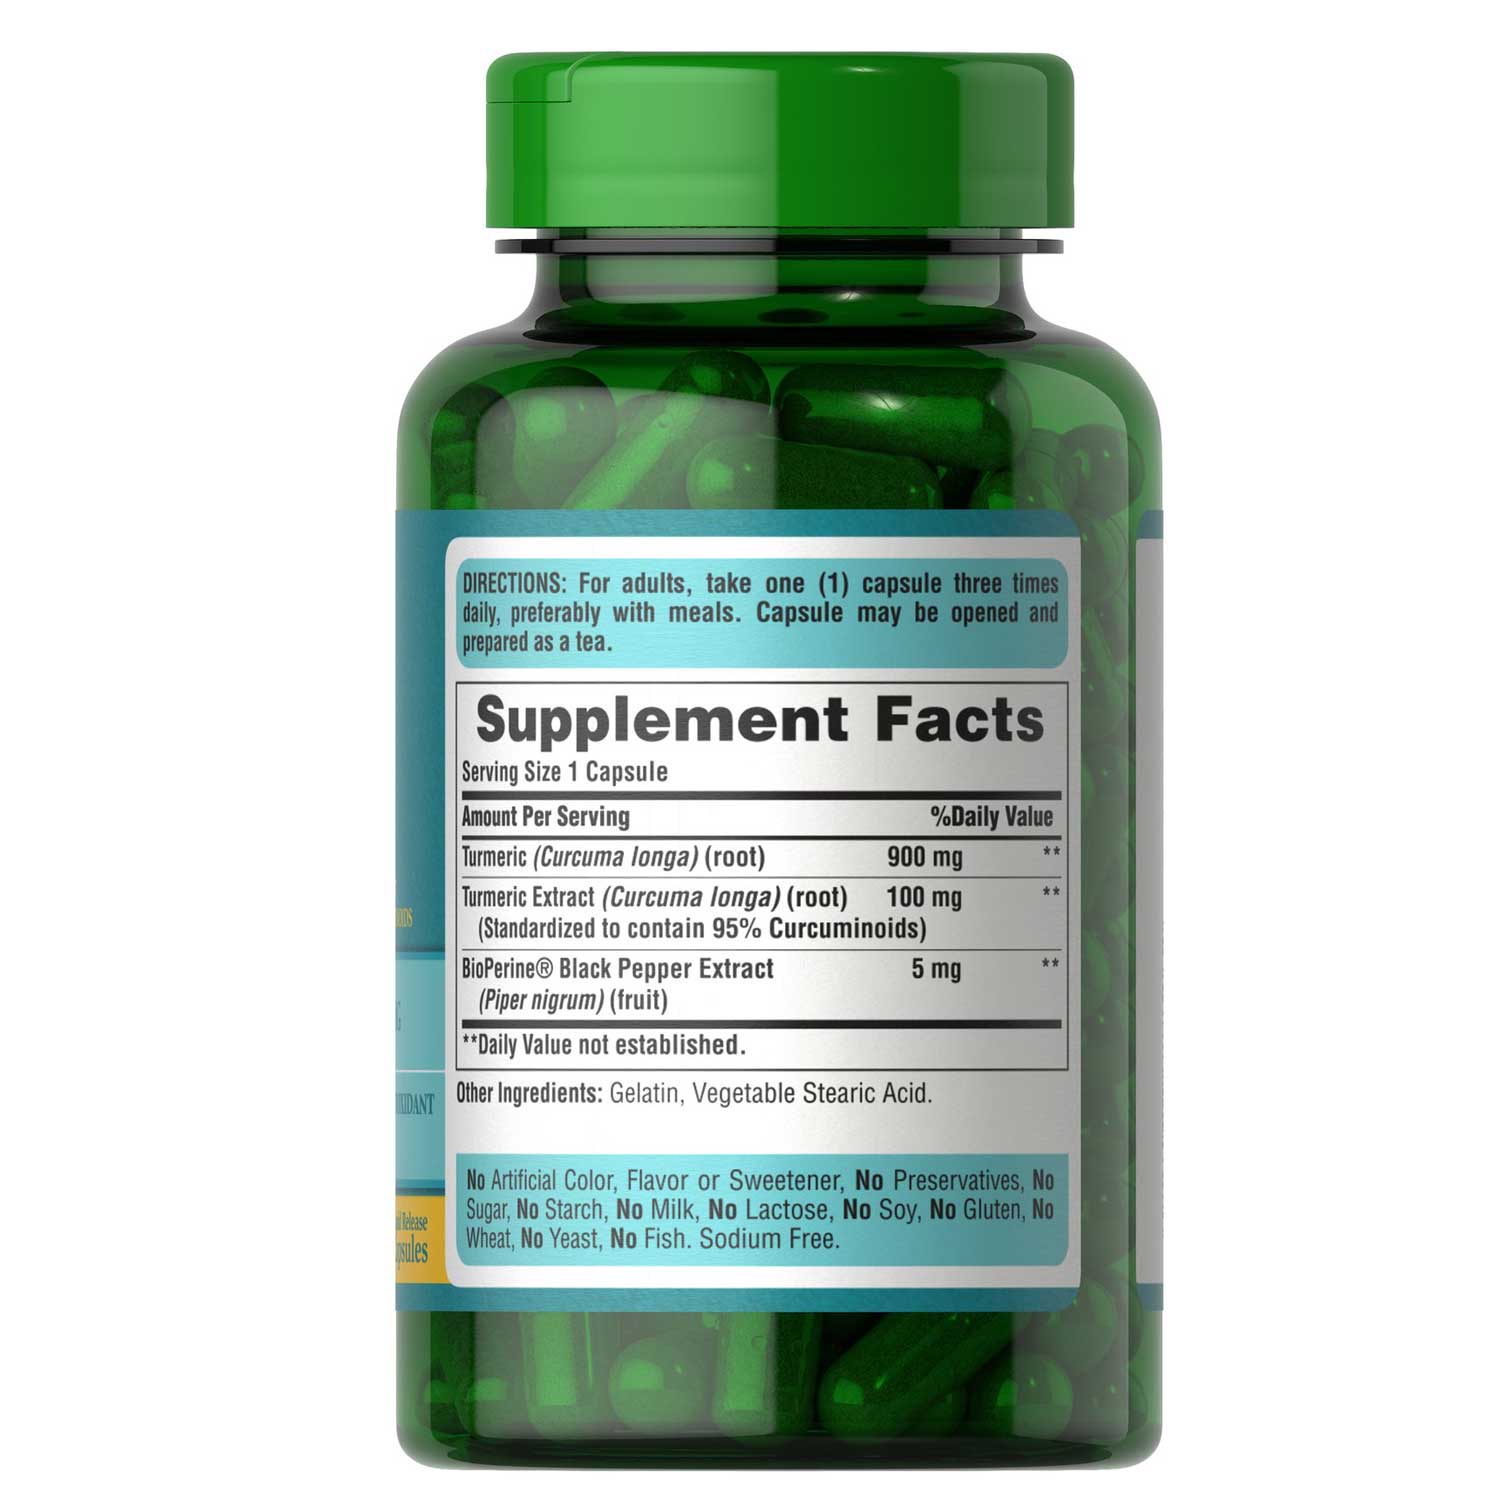 DIRECTIONS: For adults, take one (1) capsule three times
daily, preferably with meals. Capsule may be opened and
prepared as a tea.
Supplement Facts
Serving Size 1 Capsule
Amount Per Serving %Daily Value
Turmeric (Curcuma longa) (root) 900 mg **
Turmeric Extract (Curcuma longa) (root) 100 mg **
(Standardized to contain 95% Curcuminoids)
BioPerine® Black Pepper Extract 5 mg **
(Piper nigrum) (fruit)
**Daily Value not established.
Other Ingredients: Gelatin, Vegetable Stearic Acid.
No Artificial Color, Flavor or Sweetener, No Preservatives, No
Sugar, No Starch, No Milk, No Lactose, No Soy, No Gluten, No
Wheat, No Yeast, No Fish. Sodium Free.
Release